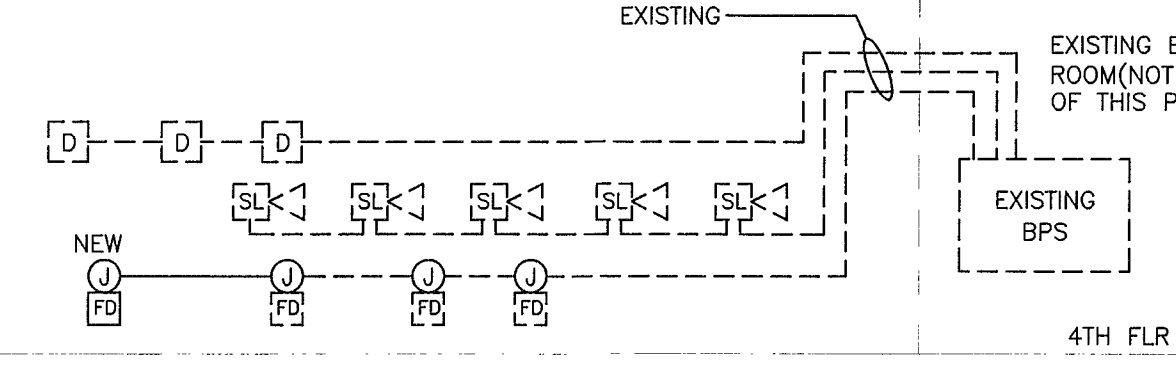 EXISTING
EXISTING
ROOM(NOT
OF THIS
D D D
SL SL SL SL SL
EXISTING
BPS
NEW
J J J J
FD FD FD FD
4TH FLR